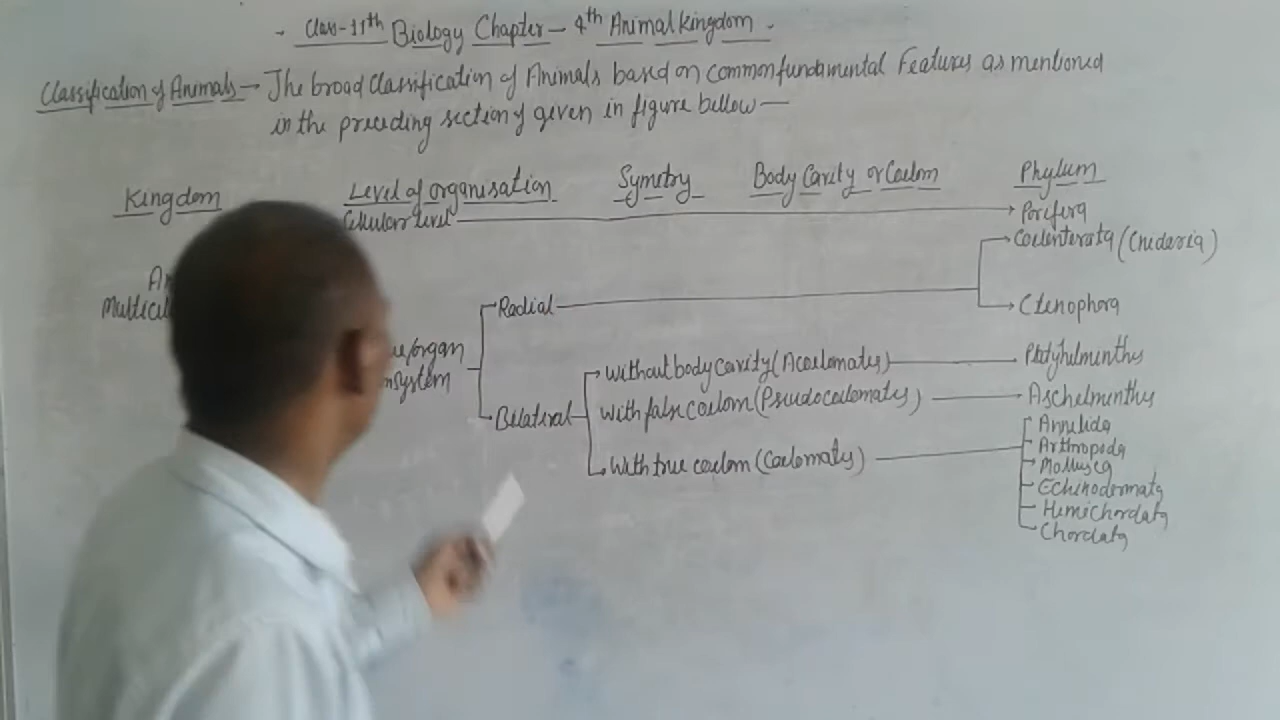 - Class-11th Biology Chapter - 4th Animal kingdom.
Classification of Animals - The broad classification of Animals based on common fundamental Features as mentioned
in the preceding section of given in figure bellow -
Kingdom Level of organisation Symetry Body Cavity or Coelom Phylum
Cellular level Porifera
Coelenterata (Cnidaria)
Radial Ctenophora
organ
system
Without body cavity (Acoelomates) Platyhelminthes
With false coelom (Pseudocoelomates) Aschelminthes
Bilateral
With true coelom (Coelomates)
Annelida
Arthropoda
Mollusca
Echinodermata
Hemichordata
Chordata